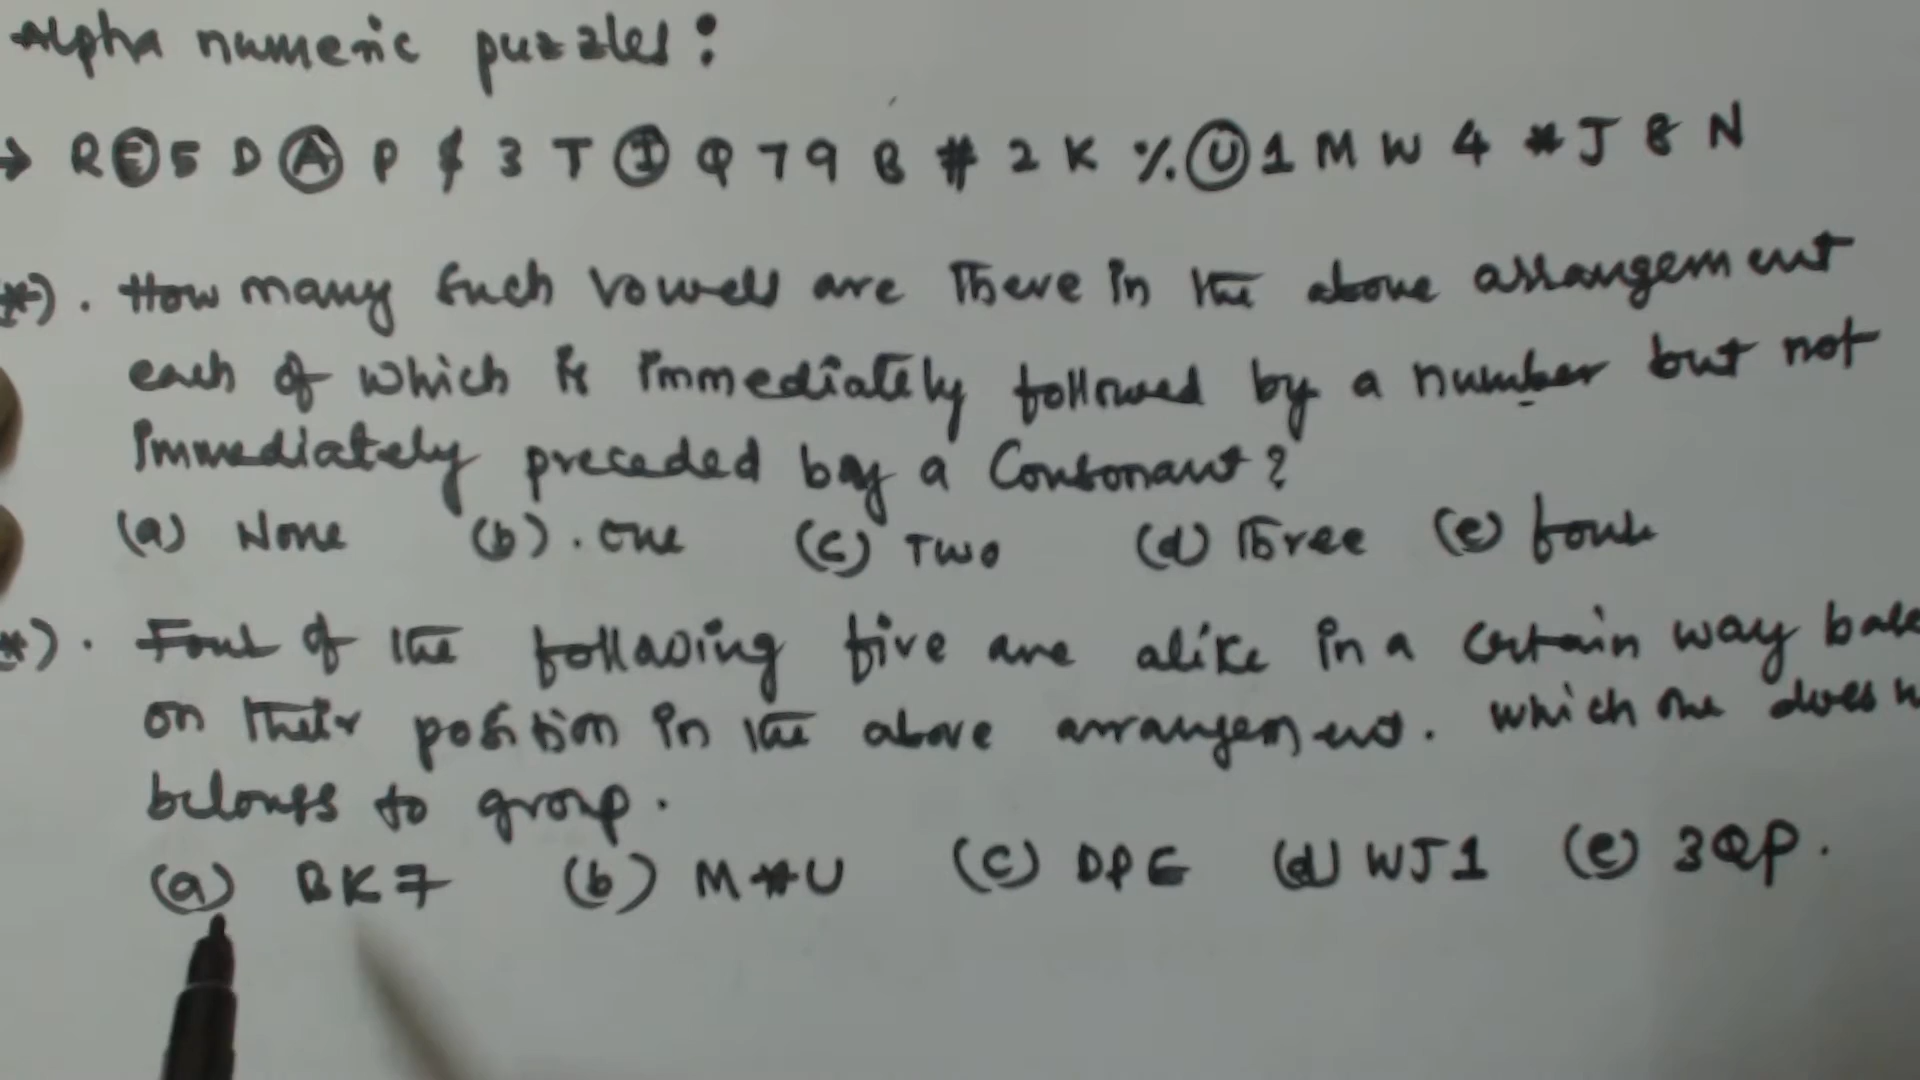 Alpha numeric puzzles:
→ R E 5 D A P $ 3 T I Q 7 9 B # 2 K % U 1 M W 4 * J 8 N
*). How many such vowels are there in the above arrangement
each of which is immediately followed by a number but not
immediately preceded by a Consonant?
(a) None (b). one (c) Two (d) Three (e) four
*). Four of the following five are alike in a certain way base
on their position in the above arrangement. which one does n
belongs to group.
(a) BK7 (b) M*U (c) DPE (d) WJ1 (e) 3QP.